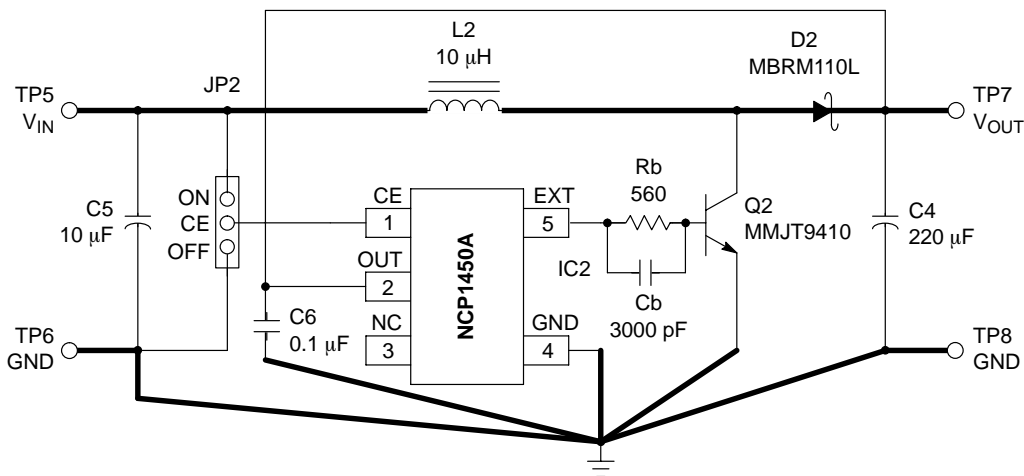 L2
10 μH
D2
MBRM110L
JP2
TP5
V_IN
TP7
V_OUT
C5
10 μF
ON
CE
OFF
CE
1
OUT
2
NC
3
NCP1450A
EXT
5
GND
4
Rb
560
IC2
Cb
3000 pF
Q2
MMJT9410
C4
220 μF
C6
0.1 μF
TP6
GND
TP8
GND